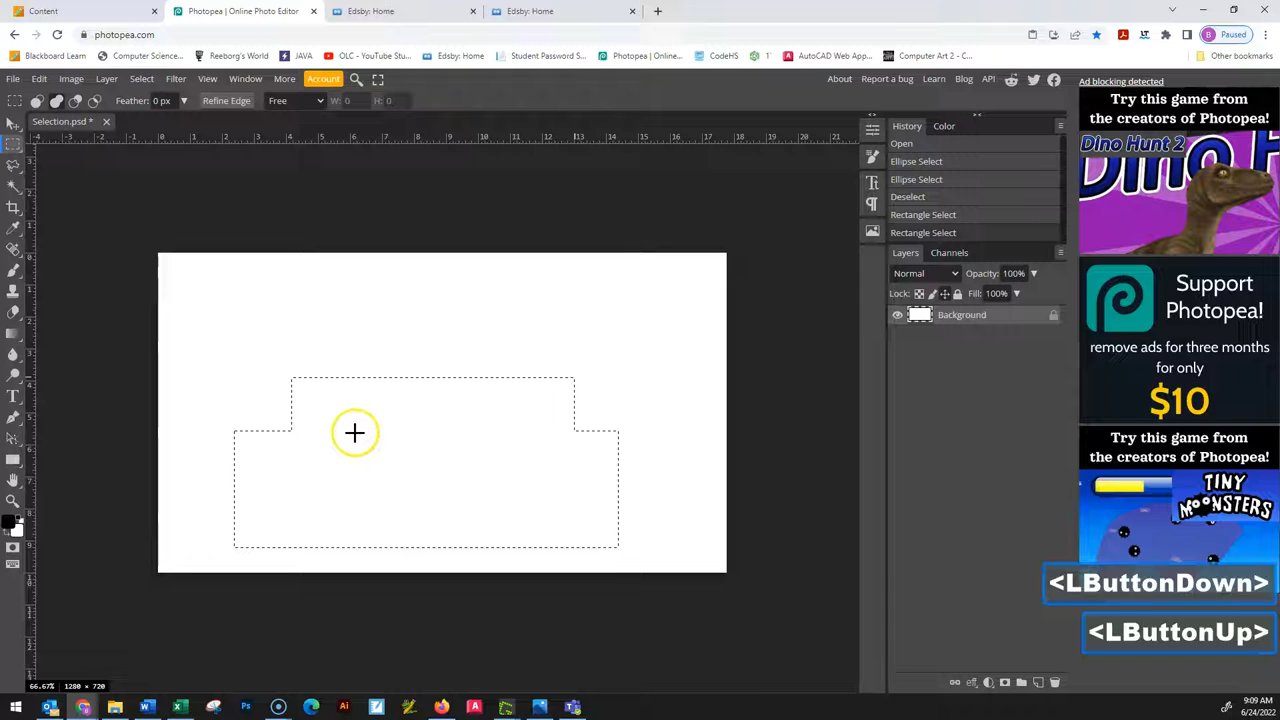 Content
Photopea | Online Photo Editor
Edsby: Home
Edsby: Home
photopea.com
Paused
Blackboard Learn
Computer Science...
Reeborg's World
JAVA
OLC - YouTube Stu...
Edsby: Home
Student Password S...
Photopea | Online...
CodeHS
AutoCAD Web App...
Computer Art 2 - C...
Other bookmarks
File Edit Image Layer Select Filter View Window More Account
About Report a bug Learn Blog API
Feather: 0 px Refine Edge Free W: 0 H: 0
Selection.psd *
History Color
Open
Ellipse Select
Ellipse Select
Deselect
Rectangle Select
Rectangle Select
Layers Channels
Normal Opacity: 100%
Lock: Fill: 100%
Background
Ad blocking detected
Try this game from
the creators of Photopea!
Dino Hunt 2
Support
Photopea!
remove ads for three months
for only
$10
Try this game from
the creators of Photopea!
TINY
MOONSTERS
<LButtonDown>
<LButtonUp>
66.67% 1280 × 720
9:09 AM
6/24/2022